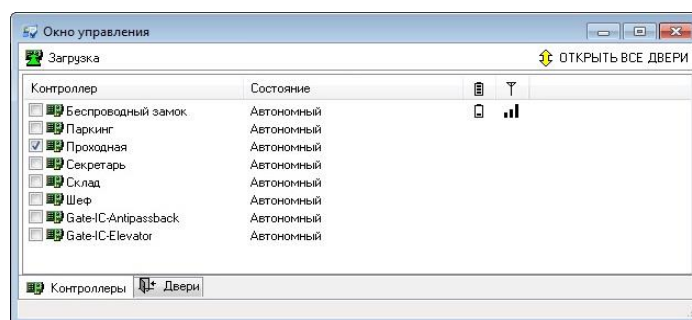 Окно управления
Загрузка ОТКРЫТЬ ВСЕ ДВЕРИ
Контроллер Состояние
Беспроводный замок Автономный
Паркинг Автономный
Проходная Автономный
Секретарь Автономный
Склад Автономный
Шеф Автономный
Gate-IC-Antipassback Автономный
Gate-IC-Elevator Автономный
Контроллеры Двери